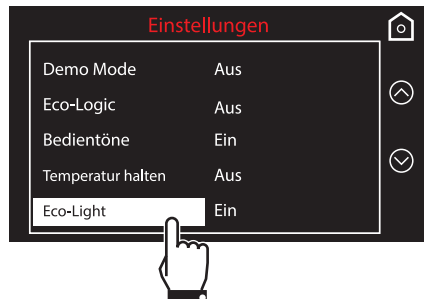 Einstellungen
Demo Mode Aus
Eco-Logic Aus
Bedientöne Ein
Temperatur halten Aus
Eco-Light Ein